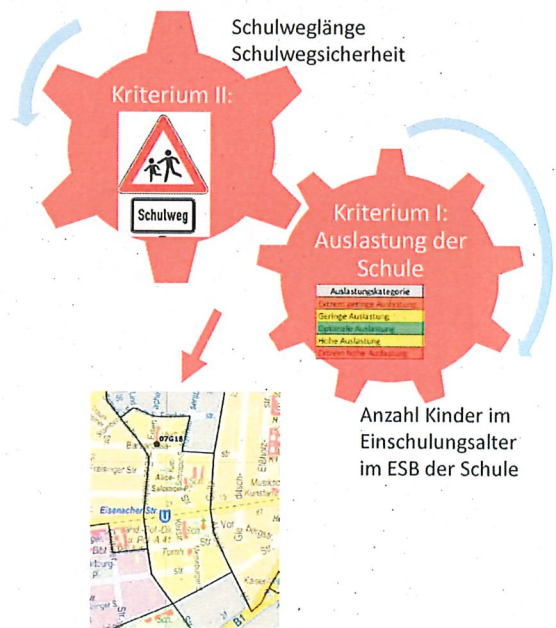 Schulweglänge
Schulwegsicherheit
Kriterium II:
Schulweg
Kriterium I:
Auslastung der
Schule
Auslastungskategorie
Extrem geringe Auslastung
Geringe Auslastung
Optimale Auslastung
Hohe Auslastung
Extrem hohe Auslastung
Anzahl Kinder im
Einschulungsalter
im ESB der Schule
07G18
Eisenacher Str
U
B1